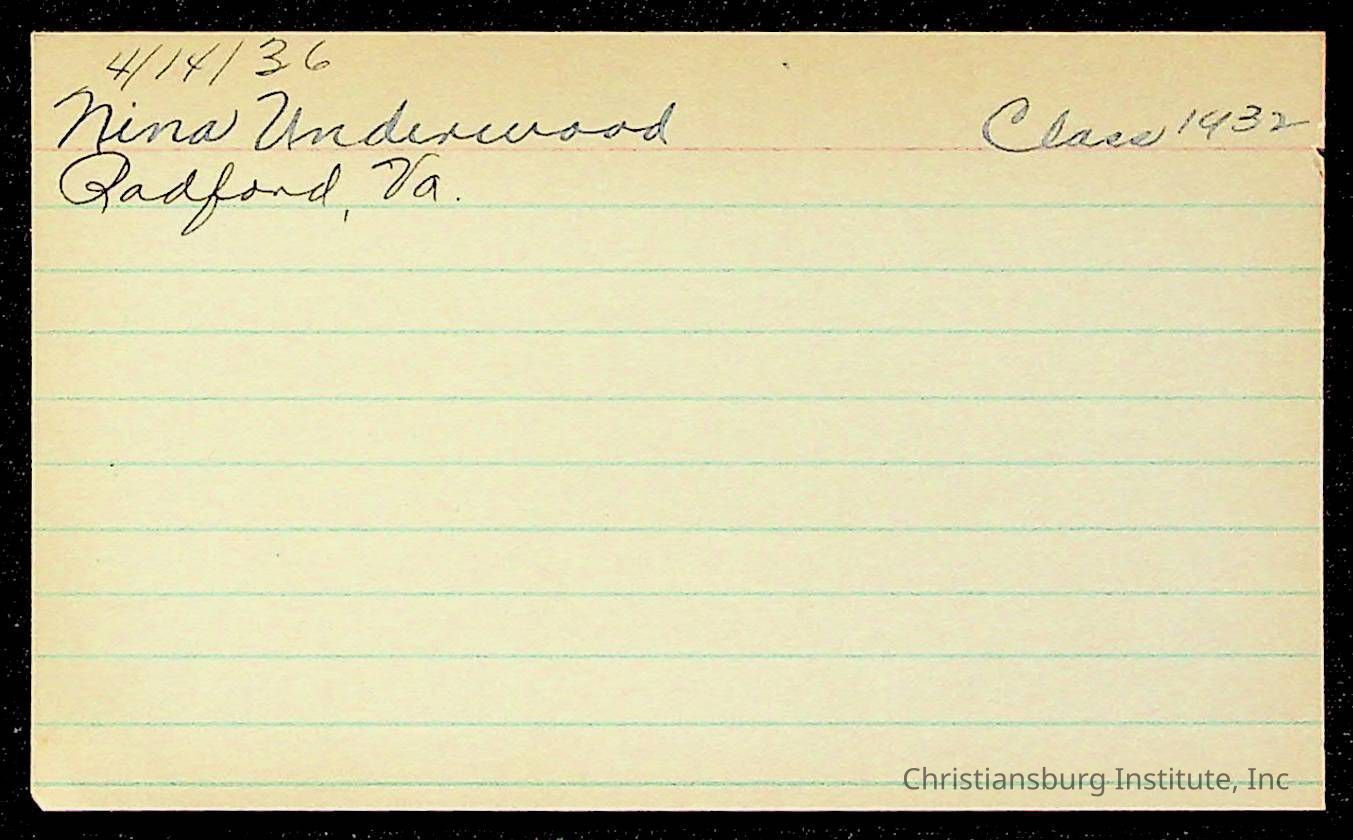 4/14/36
Nina Underwood Class 1932
Radford, Va.
Christiansburg Institute, Inc